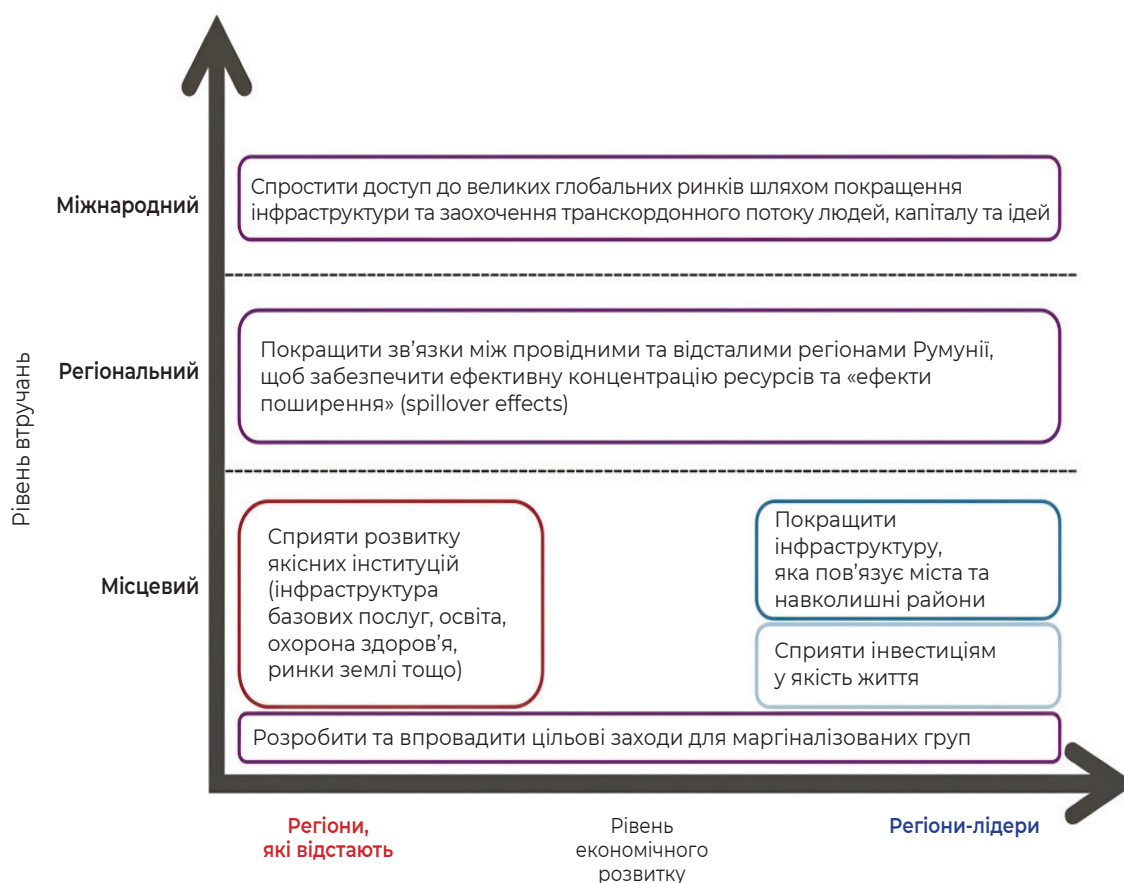 Рівень втручань
Міжнародний
Спростити доступ до великих глобальних ринків шляхом покращення
інфраструктури та заохочення транскордонного потоку людей, капіталу та ідей
Регіональний
Покращити зв’язки між провідними та відсталими регіонами Румунії,
щоб забезпечити ефективну концентрацію ресурсів та «ефекти
поширення» (spillover effects)
Місцевий
Сприяти розвитку
якісних інституцій
(інфраструктура
базових послуг, освіта,
охорона здоров’я,
ринки землі тощо)
Покращити
інфраструктуру,
яка пов’язує міста та
навколишні райони
Сприяти інвестиціям
у якість життя
Розробити та впровадити цільові заходи для маргіналізованих груп
Регіони,
які відстають
Рівень
економічного
розвитку
Регіони-лідери